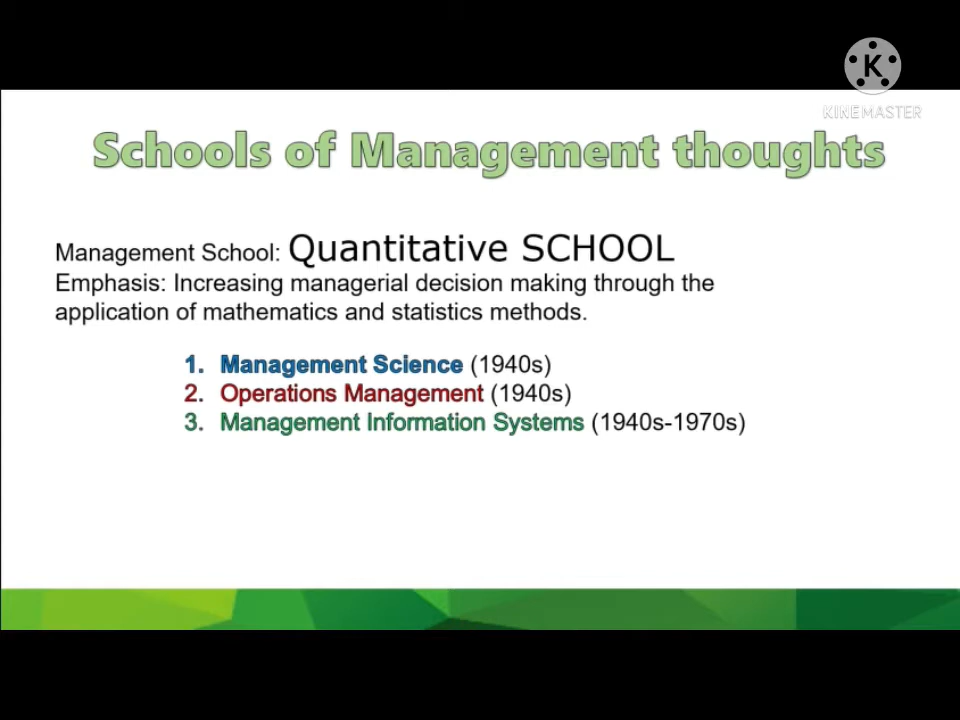 K
KINEMASTER
Schools of Management thoughts
Management School: Quantitative SCHOOL
Emphasis: Increasing managerial decision making through the
application of mathematics and statistics methods.
1. Management Science (1940s)
2. Operations Management (1940s)
3. Management Information Systems (1940s-1970s)